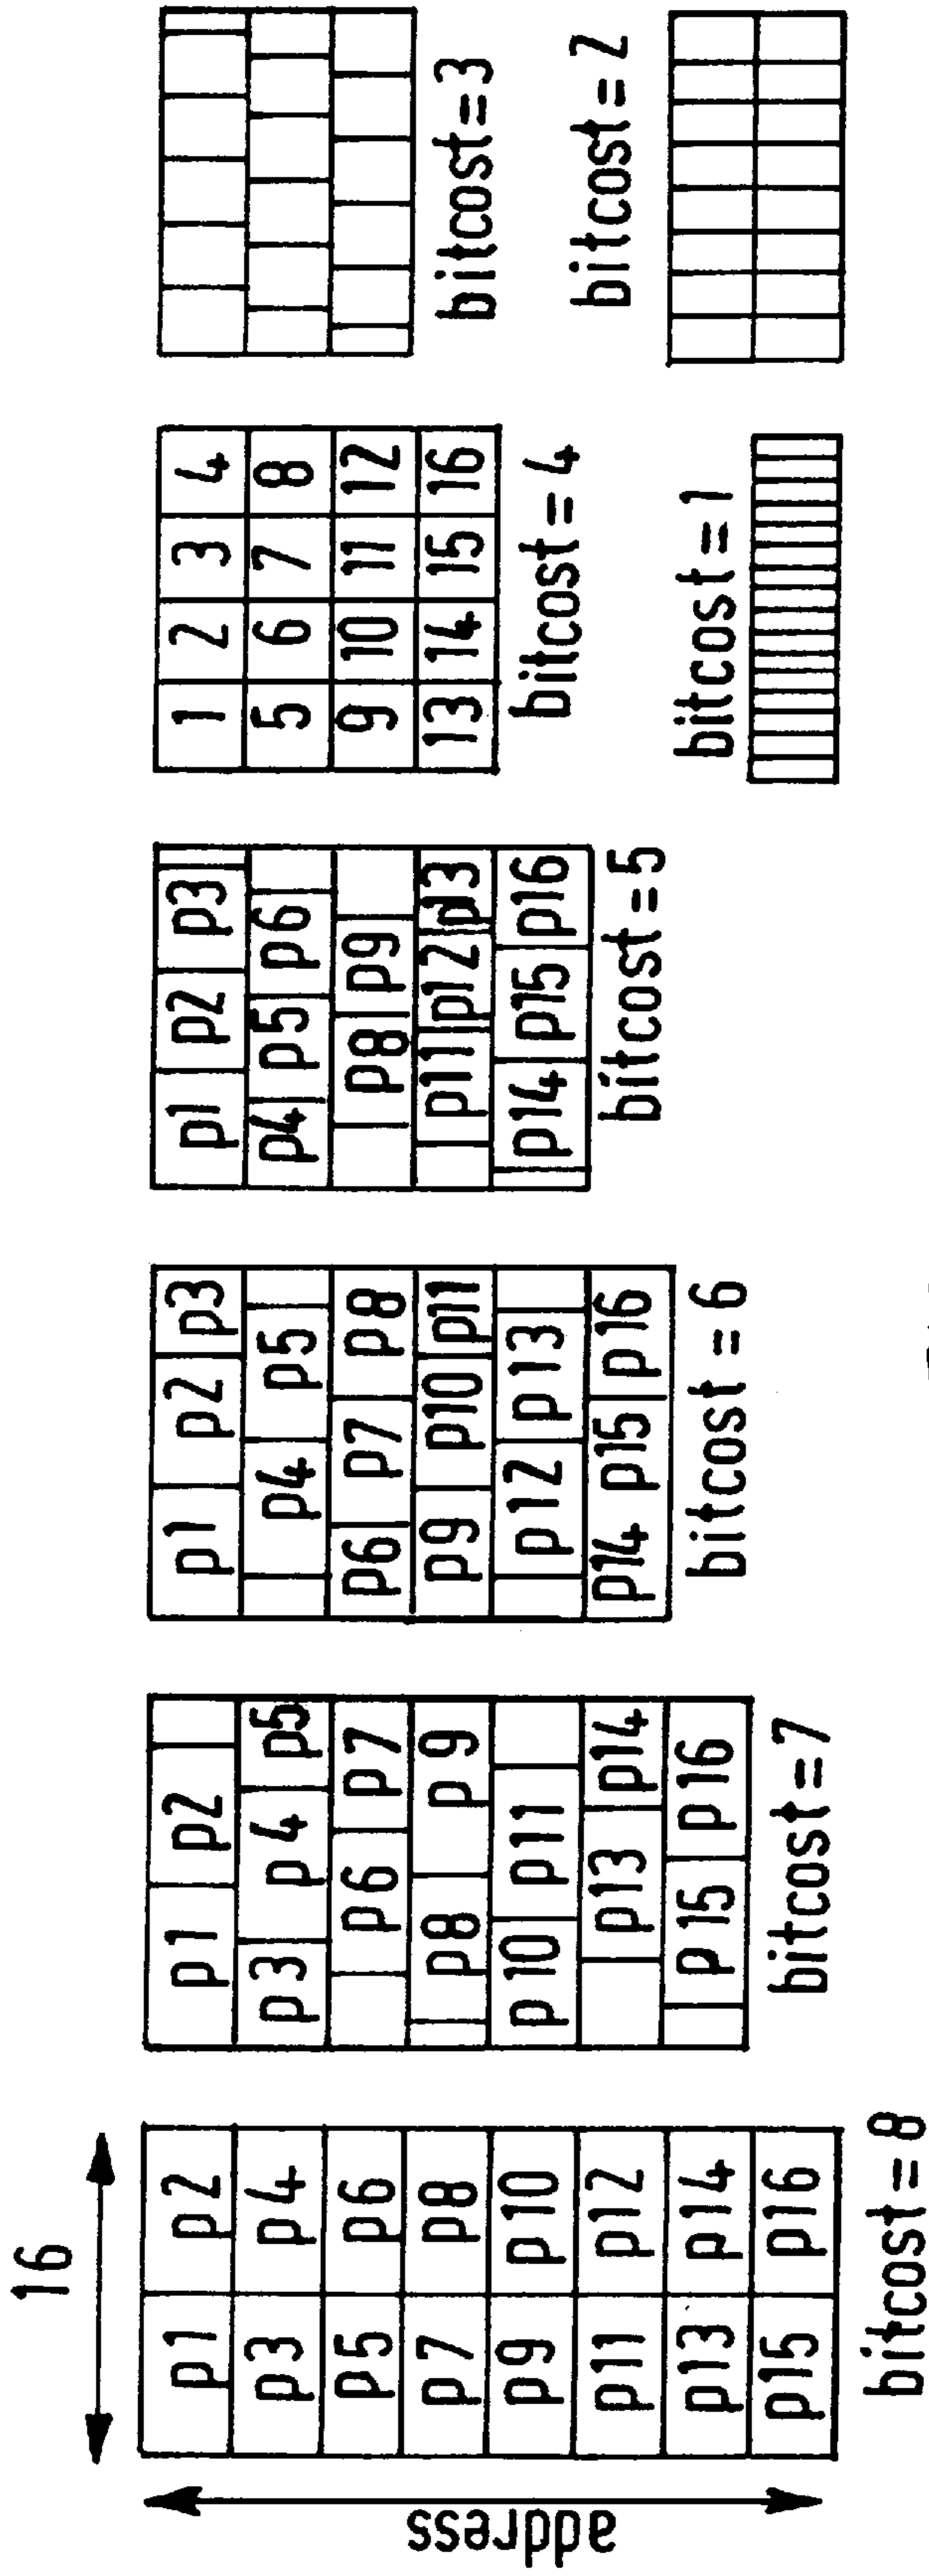 16
address
p1 p2
p3 p4
p5 p6
p7 p8
p9 p10
p11 p12
p13 p14
p15 p16
bitcost = 8
p1 p2
p3 p4 p5
p6 p7
p8 p9
p10 p11
p13 p14
p15 p16
bitcost = 7
p1 p2 p3
p4 p5
p6 p7 p8
p9 p10 p11
p12 p13
p14 p15 p16
bitcost = 6
p1 p2 p3
p4 p5 p6
p8 p9
p11 p12 p13
p14 p15 p16
bitcost = 5
1 2 3 4
5 6 7 8
9 10 11 12
13 14 15 16
bitcost = 4
bitcost = 3
bitcost = 1
bitcost = 2